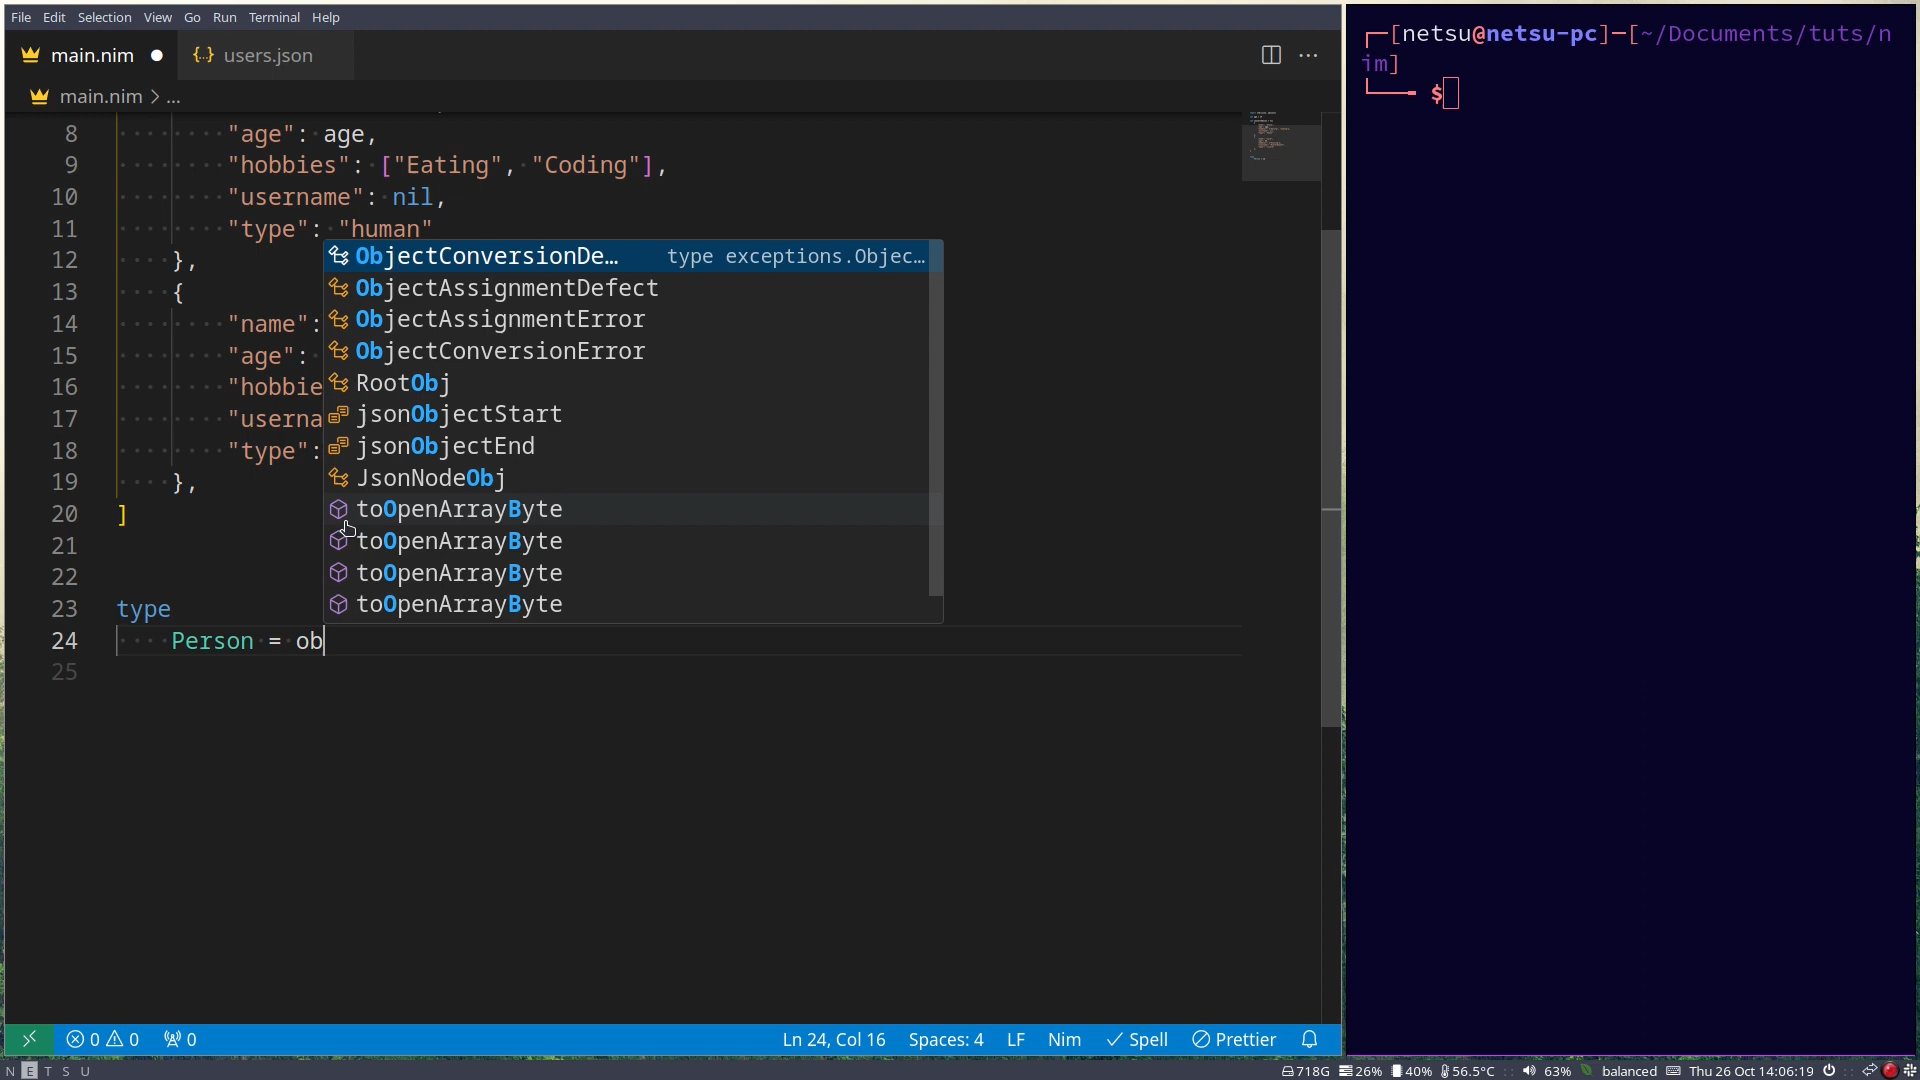 File Edit Selection View Go Run Terminal Help
main.nim users.json
main.nim > ...
8 "age": age,
9 "hobbies": ["Eating", "Coding"],
10 "username": nil,
11 "type": "human"
12 },
13 {
14 "name":
15 "age":
16 "hobbie
17 "userna
18 "type":
19 },
20 ]
21
22
23 type
24 Person = ob
25
ObjectConversionDe... type exceptions.Objec...
ObjectAssignmentDefect
ObjectAssignmentError
ObjectConversionError
RootObj
jsonObjectStart
jsonObjectEnd
JsonNodeObj
toOpenArrayByte
toOpenArrayByte
toOpenArrayByte
toOpenArrayByte
0 0 0 Ln 24, Col 16 Spaces: 4 LF Nim Spell Prettier
[netsu@netsu-pc]-[~/Documents/tuts/n
im]
$
N E T S U 718G 26% 40% 56.5°C :: 63% balanced Thu 26 Oct 14:06:19 ::